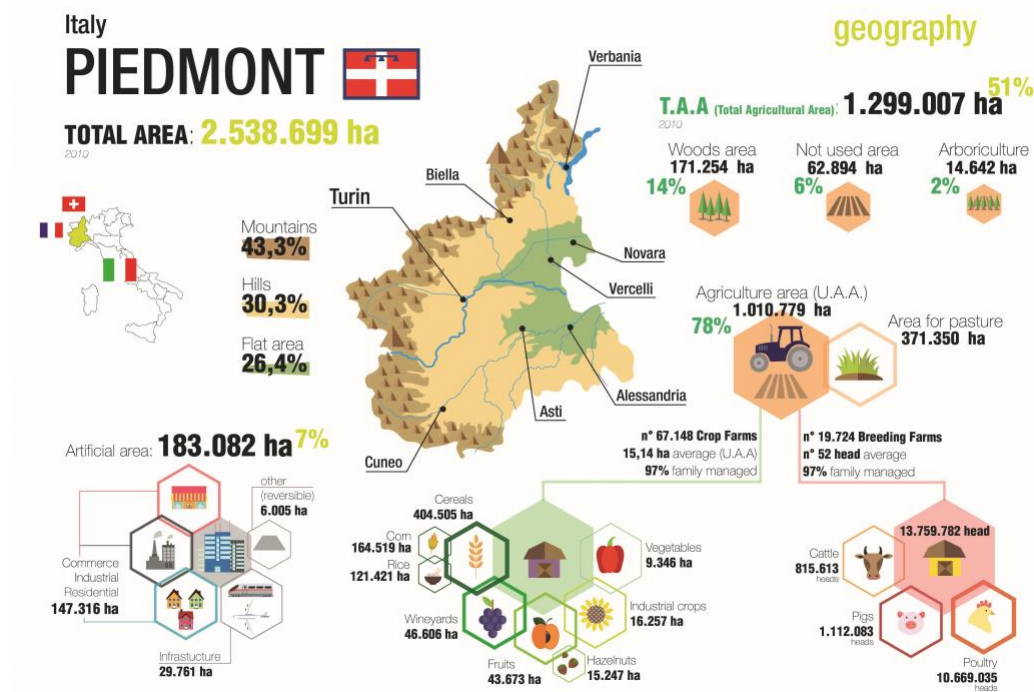 Italy
PIEDMONT
geography
TOTAL AREA: 2.538.699 ha
2010
T.A.A (Total Agricultural Area): 1.299.007 ha 51%
2010
Woods area
171.254 ha
14%
Not used area
62.894 ha
6%
Arboriculture
14.642 ha
2%
Mountains
43,3%
Hills
30,3%
Flat area
26,4%
Verbania
Biella
Turin
Novara
Vercelli
Alessandria
Asti
Cuneo
Agriculture area (U.A.A.)
1.010.779 ha
78%
Area for pasture
371.350 ha
n° 67.148 Crop Farms
15,14 ha average (U.A.A)
97% family managed
n° 19.724 Breeding Farms
n° 52 head average
97% family managed
Artificial area: 183.082 ha 7%
other
(reversible)
6.005 ha
Commerce
Industrial
Residential
147.316 ha
Infrastucture
29.761 ha
Cereals
404.505 ha
Corn
164.519 ha
Rice
121.421 ha
Wineyards
46.606 ha
Fruits
43.673 ha
Hazelnuts
15.247 ha
Industrial crops
16.257 ha
Vegetables
9.346 ha
13.759.782 head
Cattle
815.613
heads
Pigs
1.112.083
heads
Poultry
10.669.035
heads